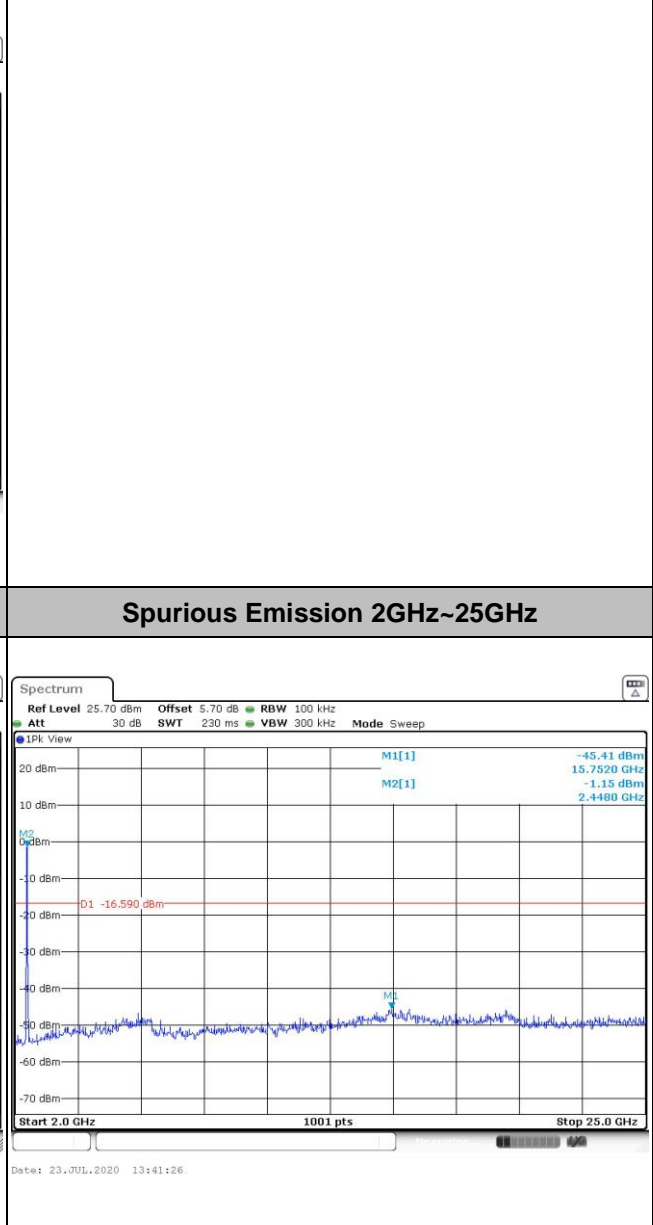 Spurious Emission 2GHz~25GHz
Spectrum
Ref Level 25.70 dBm Offset 5.70 dB RBW 100 kHz
Att 30 dB SWT 230 ms VBW 300 kHz Mode Sweep
1Pk View
M1[1] -45.41 dBm
15.7520 GHz
M2[1] -1.15 dBm
2.4480 GHz
20 dBm
10 dBm
M2
0 dBm
-10 dBm
D1 -16.590 dBm
-20 dBm
-30 dBm
-40 dBm
M1
-50 dBm
-60 dBm
-70 dBm
Start 2.0 GHz 1001 pts Stop 25.0 GHz
Measuring...
Date: 23.JUL.2020 13:41:26